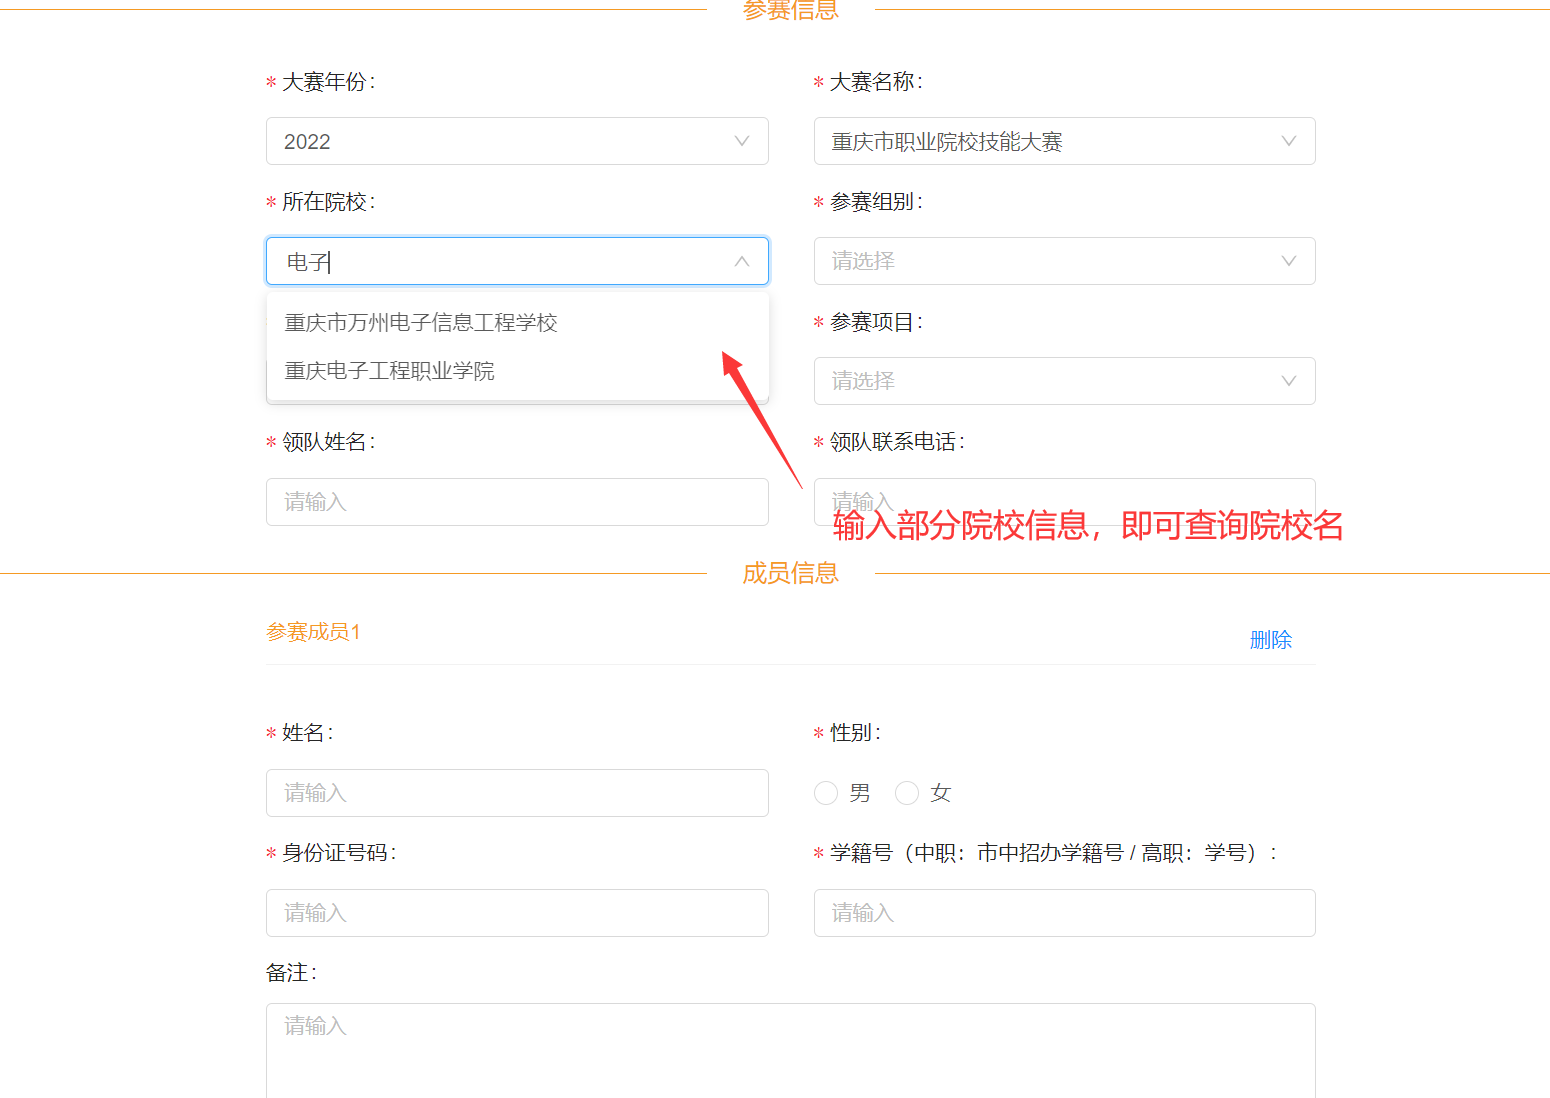 参赛信息
* 大赛年份：
* 大赛名称：
2022
重庆市职业院校技能大赛
* 所在院校：
* 参赛组别：
电子
请选择
重庆市万州电子信息工程学校
* 参赛项目：
重庆电子工程职业学院
请选择
* 领队姓名：
* 领队联系电话：
请输入
请输入
输入部分院校信息，即可查询院校名
成员信息
参赛成员1
删除
* 姓名：
* 性别：
请输入
男
女
* 身份证号码：
* 学籍号（中职：市中招办学籍号 / 高职：学号）：
请输入
请输入
备注：
请输入